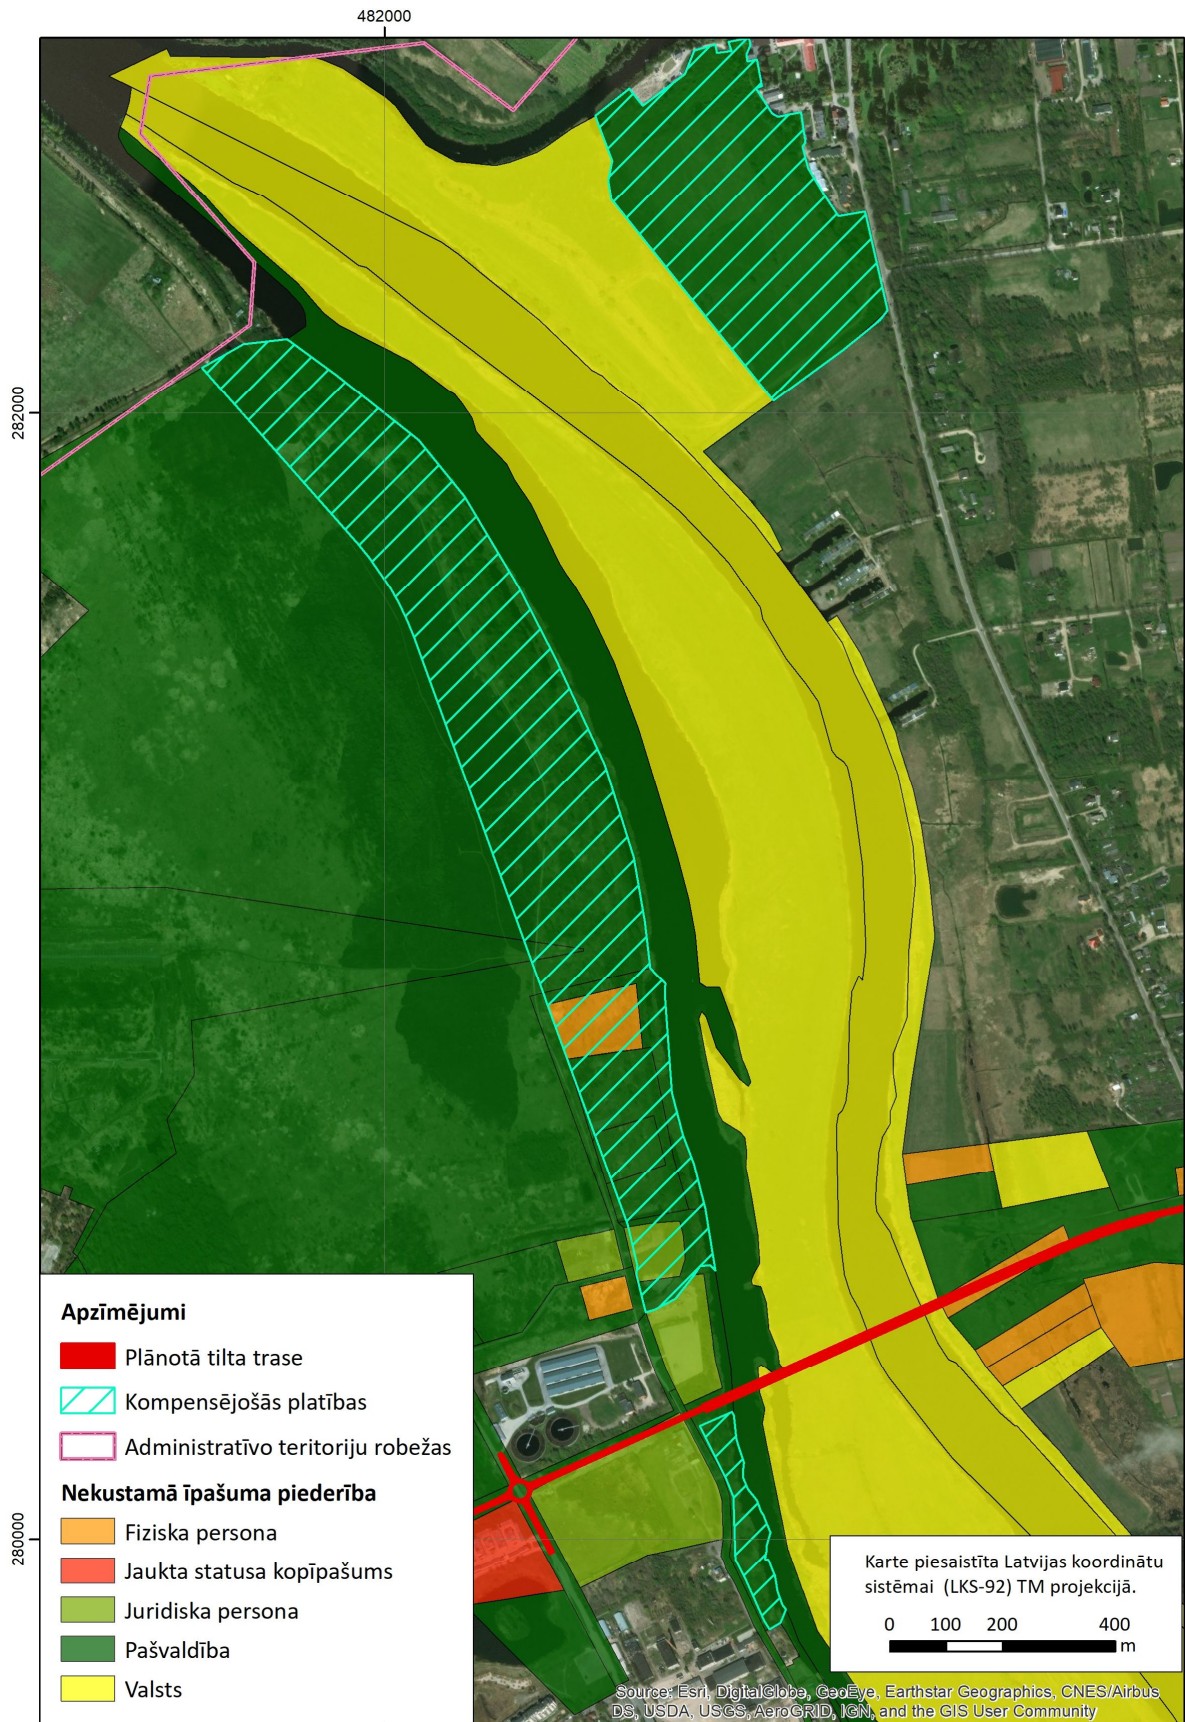 482000
282000
280000
Apzīmējumi
Plānotā tilta trase
Kompensējošās platības
Administratīvo teritoriju robežas
Nekustamā īpašuma piederība
Fiziska persona
Jaukta statusa kopīpašums
Juridiska persona
Pašvaldība
Valsts
Karte piesaistīta Latvijas koordinātu
sistēmai (LKS-92) TM projekcijā.
0 100 200 400
m
Source: Esri, DigitalGlobe, GeoEye, Earthstar Geographics, CNES/Airbus
DS, USDA, USGS, AeroGRID, IGN, and the GIS User Community